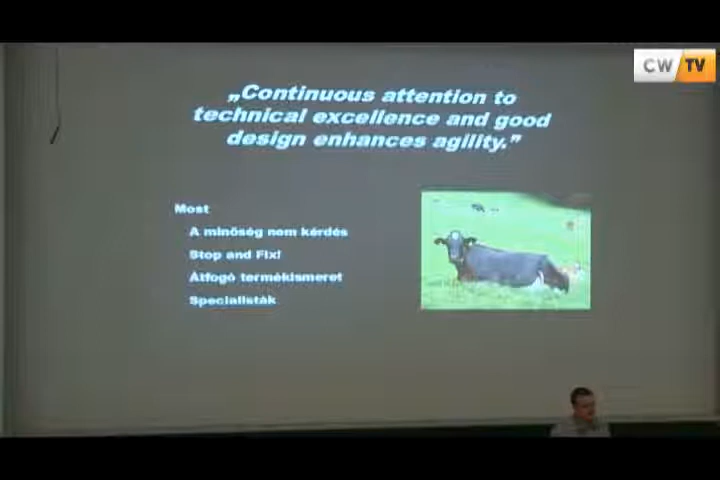 CW TV
„Continuous attention to
technical excellence and good
design enhances agility.”
Most
A minőség nem kérdés
Stop and Fix!
Átfogó termékismeret
Specialisták